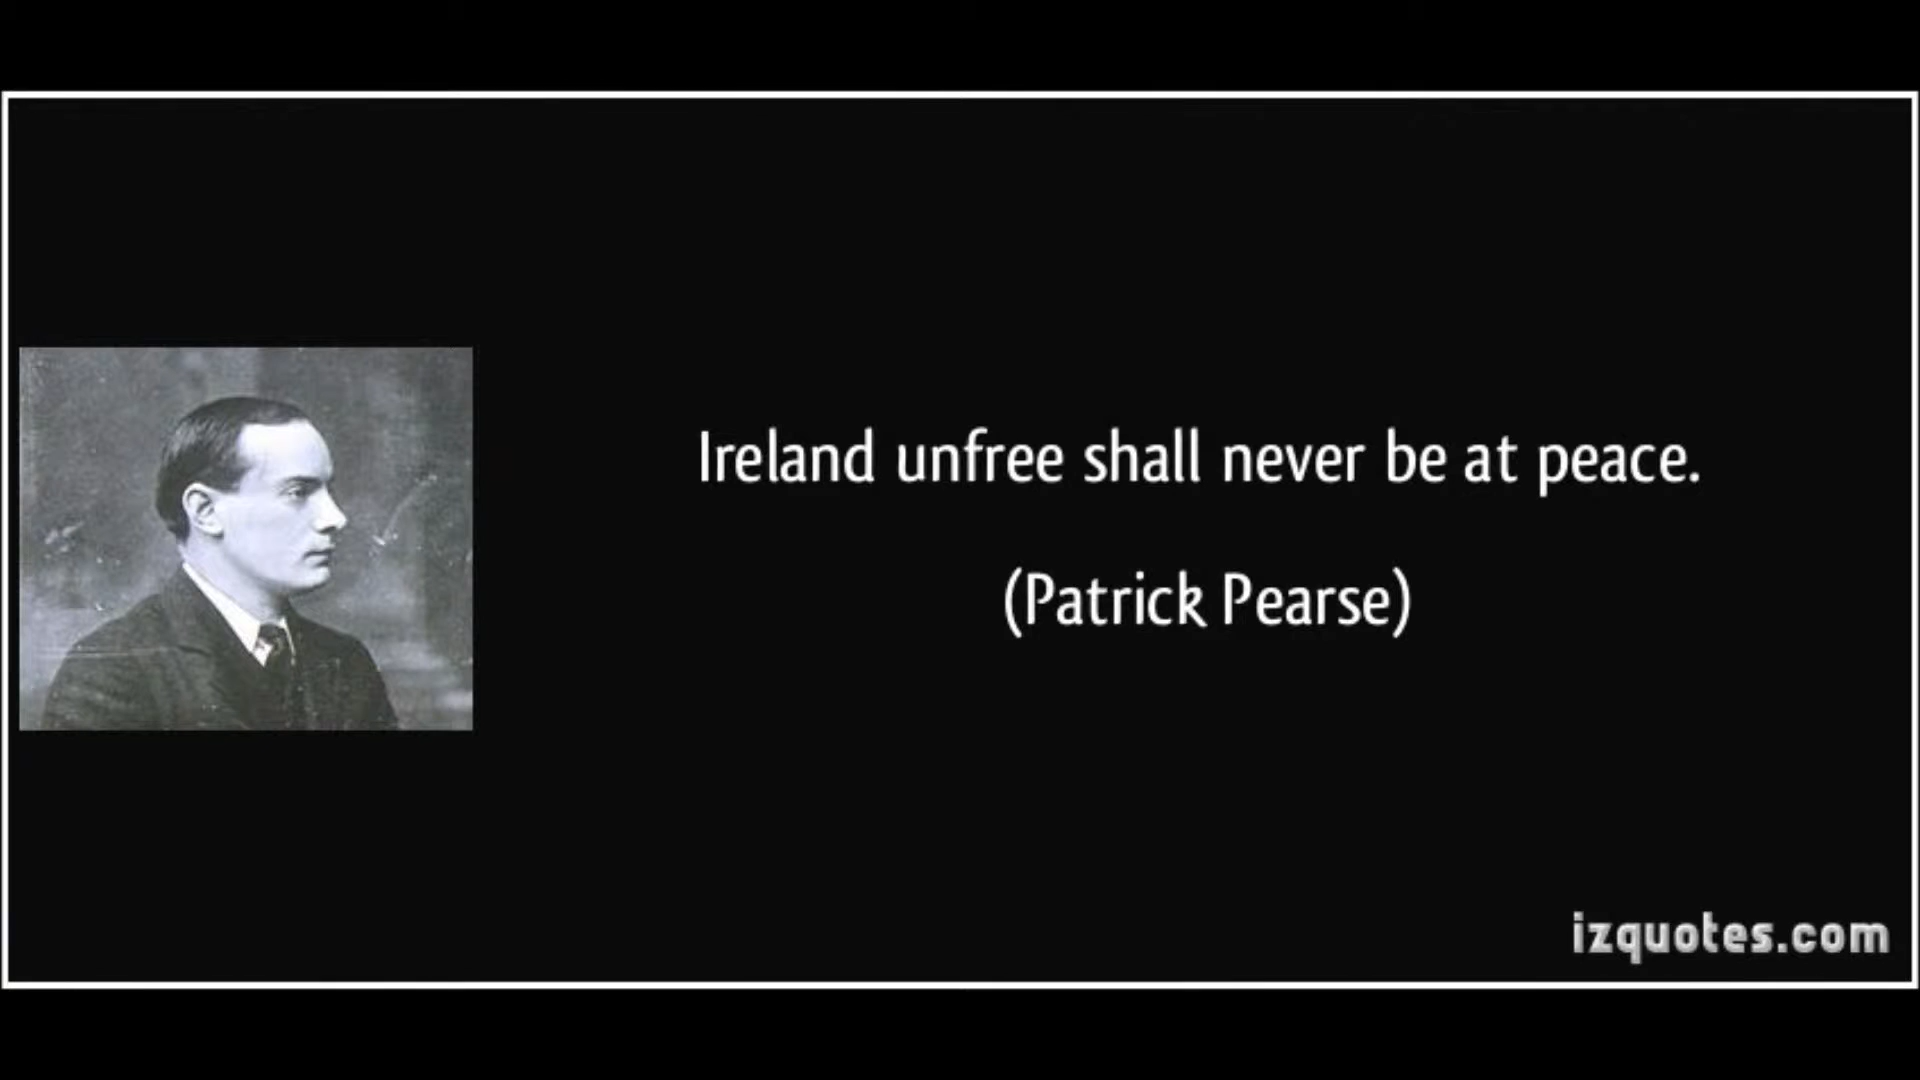 Ireland unfree shall never be at peace.
(Patrick Pearse)
izquotes.com